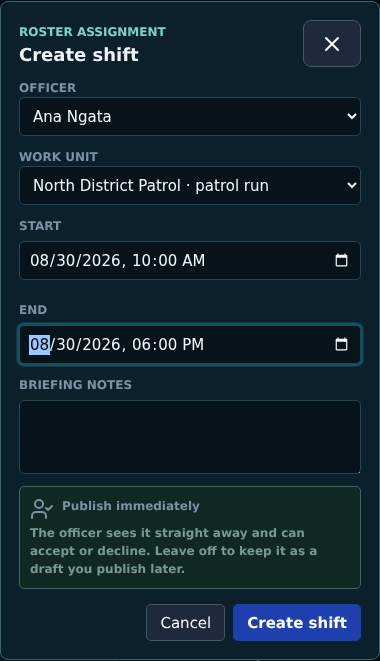 ROSTER ASSIGNMENT
Create shift
OFFICER
Ana Ngata
WORK UNIT
North District Patrol · patrol run
START
08/30/2026, 10:00 AM
END
08/30/2026, 06:00 PM
BRIEFING NOTES
Publish immediately
The officer sees it straight away and can
accept or decline. Leave off to keep it as a
draft you publish later.
Cancel
Create shift